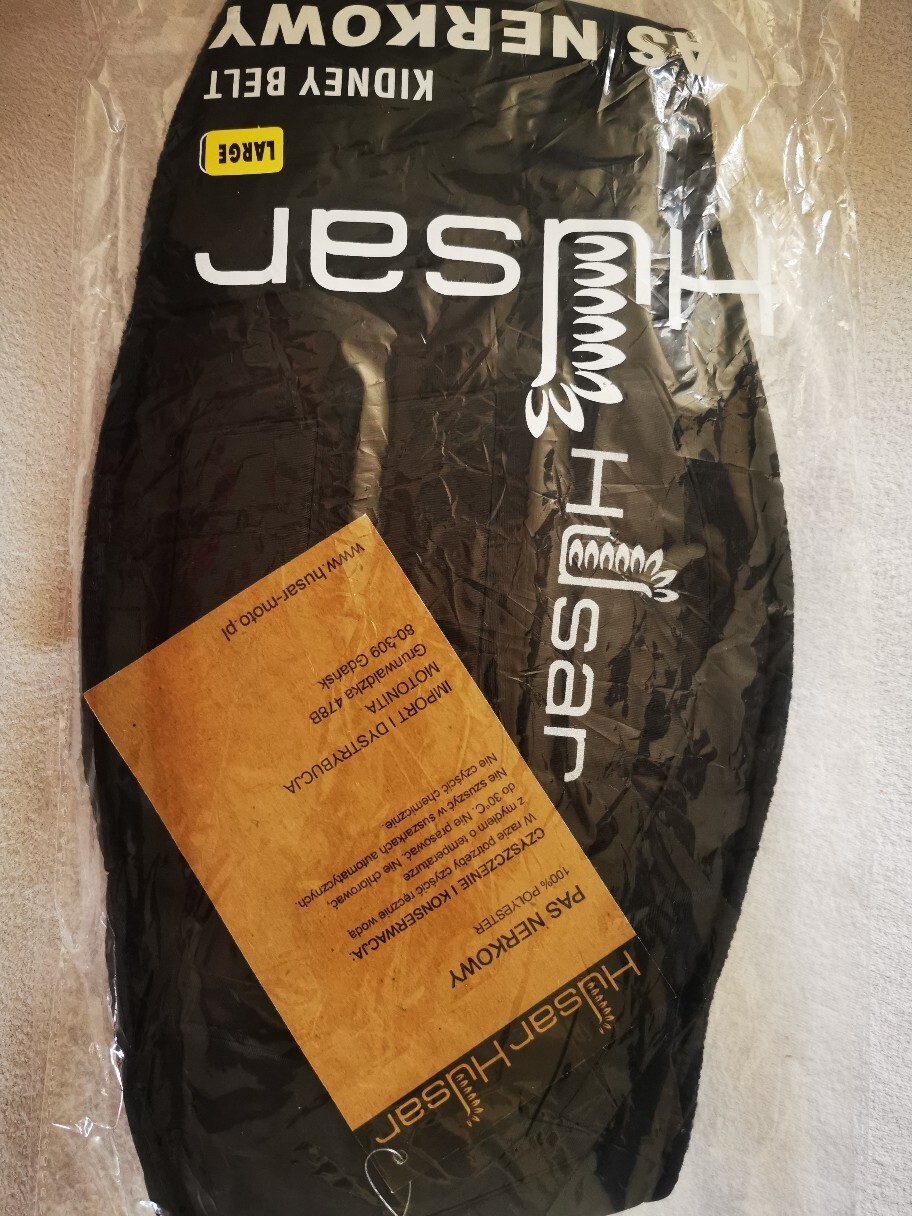 PAS NERKOWY
KIDNEY BELT
LARGE
Husar
Husar
Husar Husar
PAS NERKOWY
100% POLYESTER
CZYSZCZENIE I KONSERWACJA:
W razie potrzeby czyścić ręcznie wodą
z mydłem o temperaturze
do 30°C. Nie prasować. Nie chlorować.
Nie szuszyć w suszarkach automatycznych.
Nie czyścić chemicznie.
IMPORT I DYSTRYBUCJA
MOTONITA
Grunwaldzka 478B
80-309 Gdańsk
www.husar-moto.pl